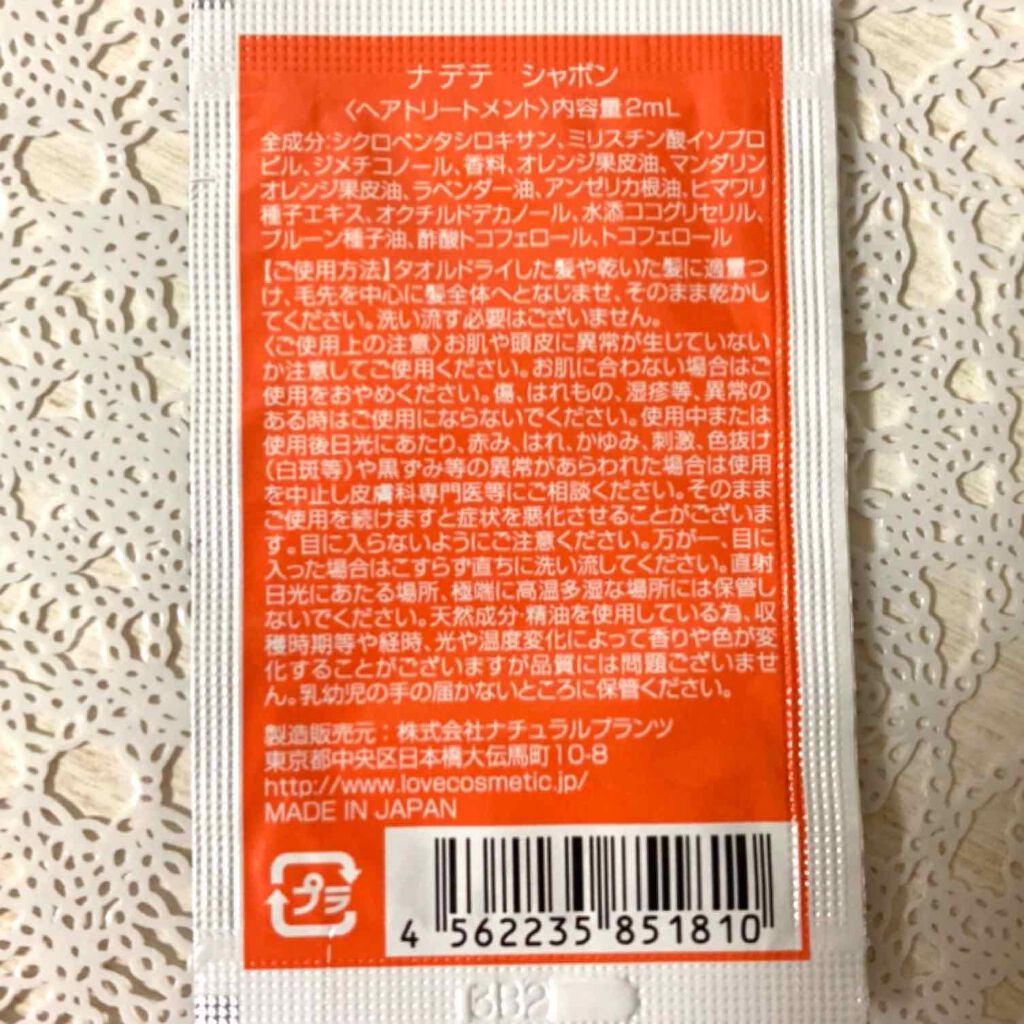 ナデテ シャボン
〈ヘアトリートメント〉内容量2mL
全成分:シクロペンタシロキサン、ミリスチン酸イソプロ
ピル、ジメチコノール、香料、オレンジ果皮油、マンダリン
オレンジ果皮油、ラベンダー油、アンゼリカ根油、ヒマワリ
種子エキス、オクチルドデカノール、水添ココグリセリル、
プルーン種子油、酢酸トコフェロール、トコフェロール
【ご使用方法】タオルドライした髪や乾いた髪に適量つ
け、毛先を中心に髪全体へとなじませ、そのまま乾かし
てください。洗い流す必要はございません。
〈ご使用上の注意〉お肌や頭皮に異常が生じていない
か注意してご使用ください。お肌に合わない場合はご
使用をおやめください。傷、はれもの、湿疹等、異常の
ある時はご使用にならないでください。使用中または
使用後日光にあたり、赤み、はれ、かゆみ、刺激、色抜け
(白斑等)や黒ずみ等の異常があらわれた場合は使用
を中止し皮膚科専門医等にご相談ください。そのまま
ご使用を続けますと症状を悪化させることがございま
す。目に入らないようにご注意ください。万が一、目に
入った場合はこすらず直ちに洗い流してください。直射
日光にあたる場所、極端に高温多湿な場所には保管し
ないでください。天然成分・精油を使用している為、収
穫時期等や経時、光や温度変化によって香りや色が変
化することがございますが品質には問題ございませ
ん。乳幼児の手の届かないところに保管ください。
製造販売元:株式会社ナチュラルプランツ
東京都中央区日本橋大伝馬町10-8
http://www.lovecosmetic.jp/
MADE IN JAPAN
プラ
4 562235 851810